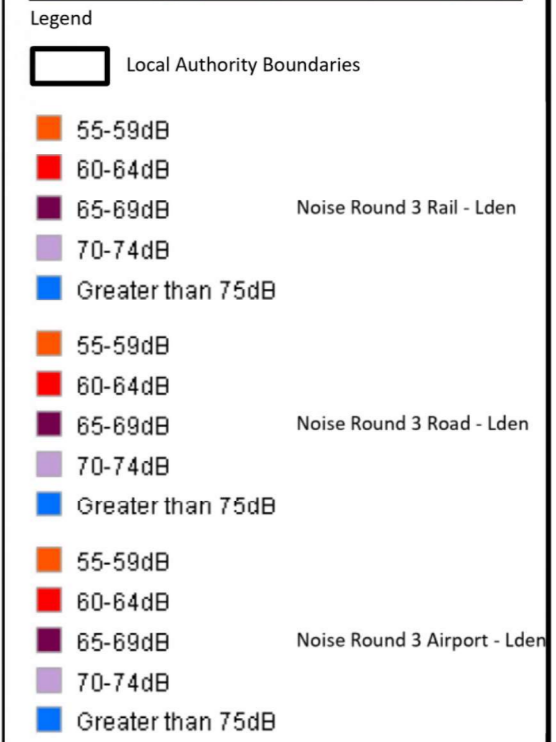 Legend
Local Authority Boundaries
55-59dB
60-64dB
65-69dB Noise Round 3 Rail - Lden
70-74dB
Greater than 75dB
55-59dB
60-64dB
65-69dB Noise Round 3 Road - Lden
70-74dB
Greater than 75dB
55-59dB
60-64dB
65-69dB Noise Round 3 Airport - Lden
70-74dB
Greater than 75dB